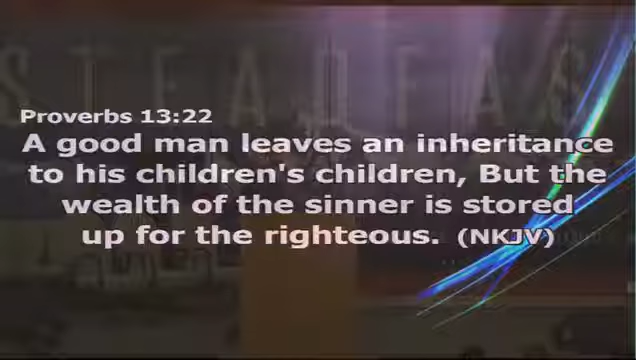 STEADFAS
Proverbs 13:22
A good man leaves an inheritance
to his children's children, But the
wealth of the sinner is stored
up for the righteous. (NKJV)